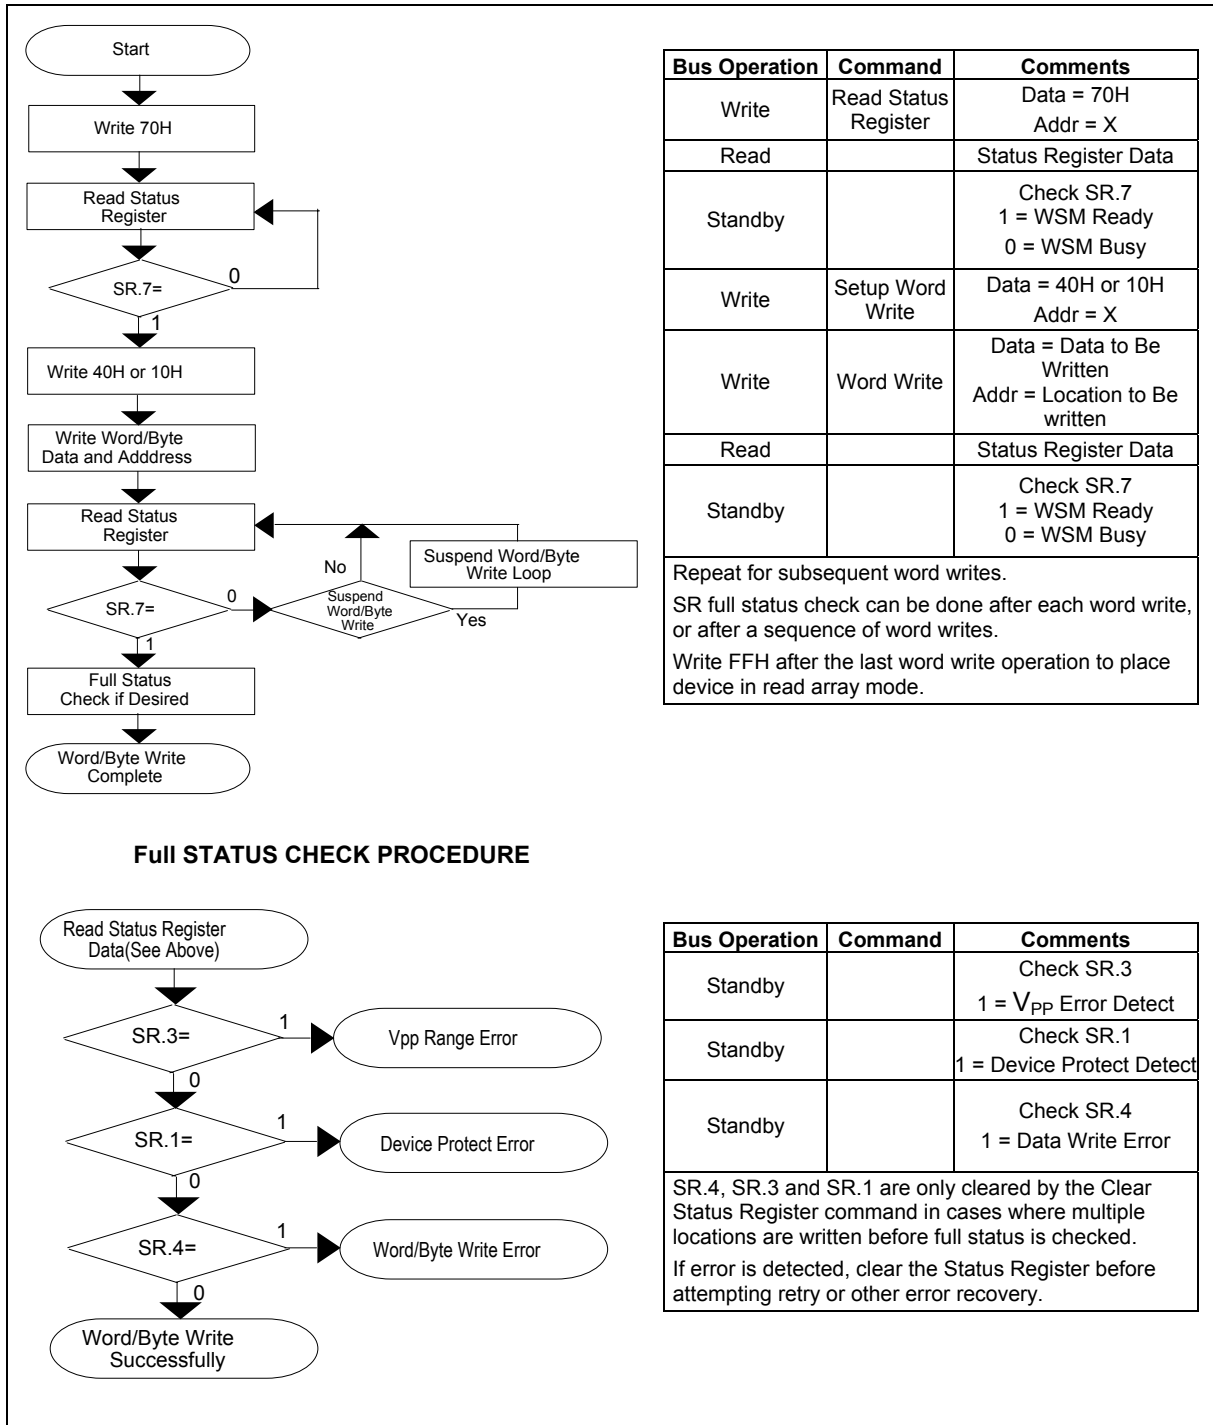 Start
Write 70H
Read Status
Register
SR.7=
0
1
Write 40H or 10H
Write Word/Byte
Data and Adddress
Read Status
Register
SR.7=
0
1
Suspend
Word/Byte
Write
No
Yes
Suspend Word/Byte
Write Loop
Full Status
Check if Desired
Word/Byte Write
Complete
Bus Operation Command Comments
Write
Read Status
Register
Data = 70H
Addr = X
Read
Status Register Data
Standby
Check SR.7
1 = WSM Ready
0 = WSM Busy
Write
Setup Word
Write
Data = 40H or 10H
Addr = X
Write
Word Write
Data = Data to Be
Written
Addr = Location to Be
written
Read
Status Register Data
Standby
Check SR.7
1 = WSM Ready
0 = WSM Busy
Repeat for subsequent word writes.
SR full status check can be done after each word write,
or after a sequence of word writes.
Write FFH after the last word write operation to place
device in read array mode.
Full STATUS CHECK PROCEDURE
Read Status Register
Data(See Above)
SR.3=
1
Vpp Range Error
0
SR.1=
1
Device Protect Error
0
SR.4=
1
Word/Byte Write Error
0
Word/Byte Write
Successfully
Bus Operation Command Comments
Standby
Check SR.3
1 = VPP Error Detect
Standby
Check SR.1
1 = Device Protect Detect
Standby
Check SR.4
1 = Data Write Error
SR.4, SR.3 and SR.1 are only cleared by the Clear
Status Register command in cases where multiple
locations are written before full status is checked.
If error is detected, clear the Status Register before
attempting retry or other error recovery.